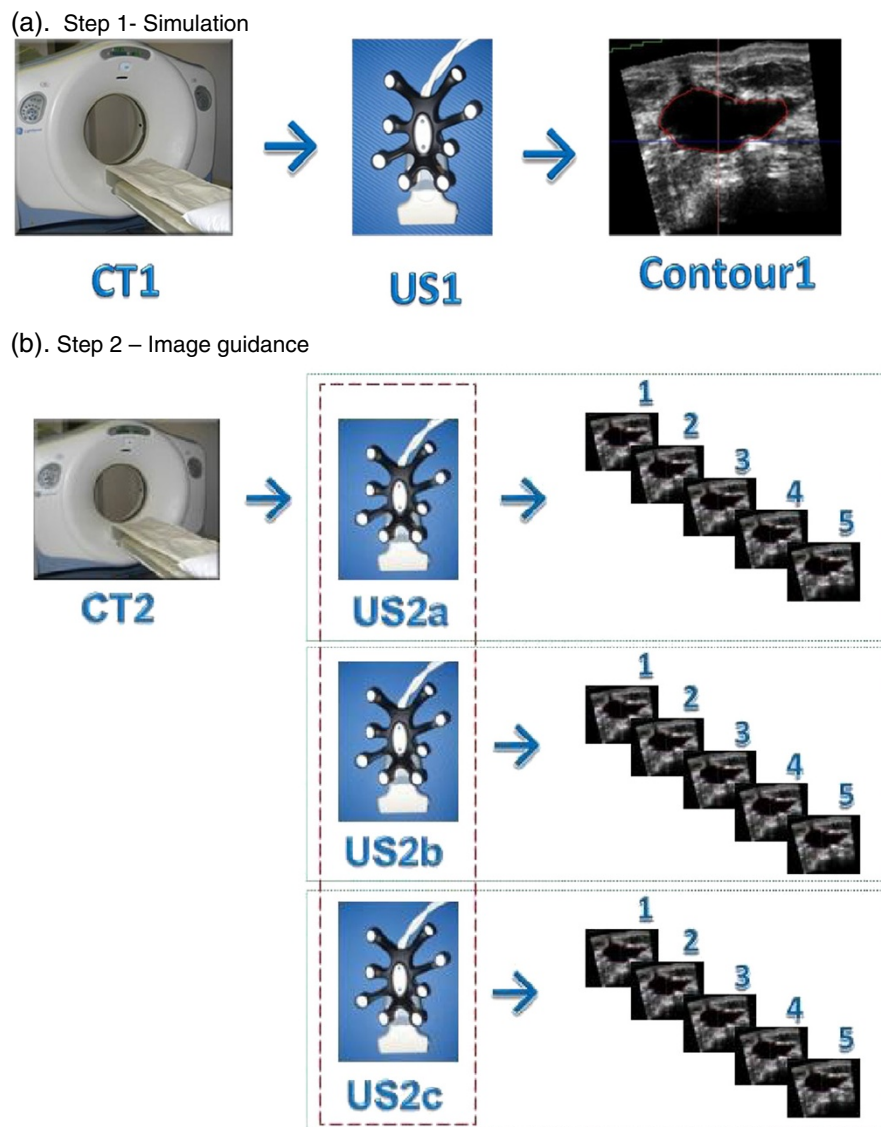 (a). Step 1- Simulation
CT1
US1
Contour1
(b). Step 2 – Image guidance
1
2
3
4
5
CT2
US2a
1
2
3
4
5
US2b
1
2
3
4
5
US2c